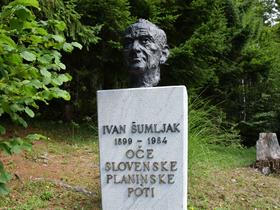 IVAN ŠUMLJAK
1899 - 1984
OČE
SLOVENSKE
PLANINSKE
POTI